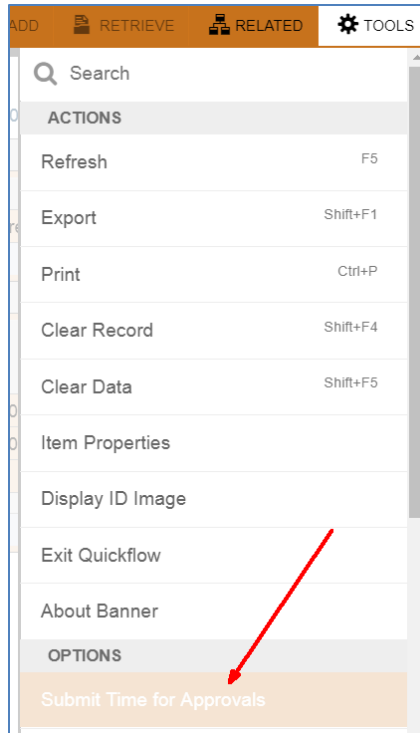 ADD RETRIEVE RELATED TOOLS
Search
ACTIONS
Refresh F5
Export Shift+F1
Print Ctrl+P
Clear Record Shift+F4
Clear Data Shift+F5
Item Properties
Display ID Image
Exit Quickflow
About Banner
OPTIONS
Submit Time for Approvals